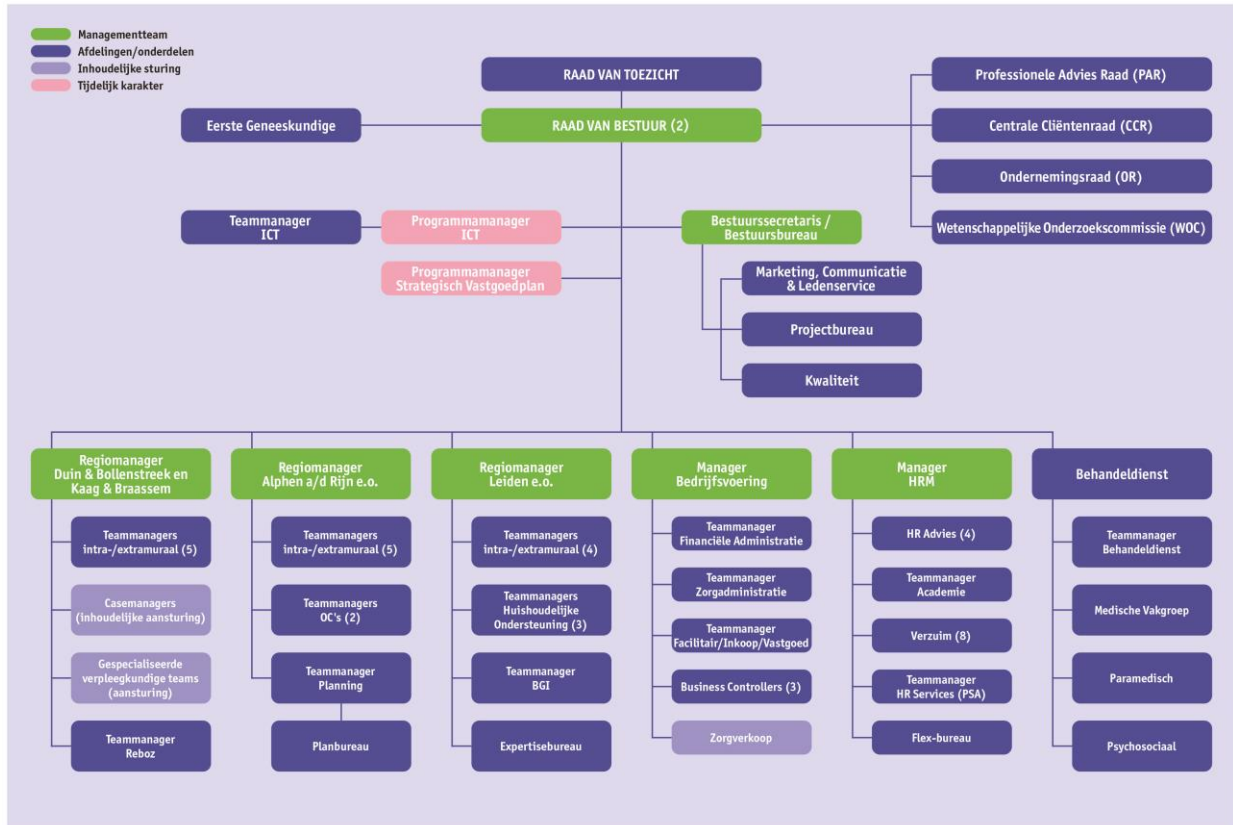 Managementteam
Afdelingen/onderdelen
Inhoudelijke sturing
Tijdelijk karakter
RAAD VAN TOEZICHT
Eerste Geneeskundige
RAAD VAN BESTUUR (2)
Professionele Advies Raad (PAR)
Centrale Cliëntenraad (CCR)
Ondernemingsraad (OR)
Wetenschappelijke Onderzoekscommissie (WOC)
Teammanager
ICT
Programmamanager
ICT
Bestuurssecretaris /
Bestuursbureau
Programmamanager
Strategisch Vastgoedplan
Marketing, Communicatie
& Ledenservice
Projectbureau
Kwaliteit
Regiomanager
Duin & Bollenstreek en
Kaag & Braassem
Teammanagers
intra-/extramuraal (5)
Casemanagers
(inhoudelijke aansturing)
Gespecialiseerde
verpleegkundige teams
(aansturing)
Teammanager
Reboz
Regiomanager
Alphen a/d Rijn e.o.
Teammanagers
intra-/extramuraal (5)
Teammanagers
OC's (2)
Teammanager
Planning
Planbureau
Regiomanager
Leiden e.o.
Teammanagers
intra-/extramuraal (4)
Teammanagers
Huishoudelijke
Ondersteuning (3)
Teammanager
BGI
Expertisebureau
Manager
Bedrijfsvoering
Teammanager
Financiële Administratie
Teammanager
Zorgadministratie
Teammanager
Facilitair/Inkoop/Vastgoed
Business Controllers (3)
Zorgverkoop
Manager
HRM
HR Advies (4)
Teammanager
Academie
Verzuim (8)
Teammanager
HR Services (PSA)
Flex-bureau
Behandeldienst
Teammanager
Behandeldienst
Medische Vakgroep
Paramedisch
Psychosociaal